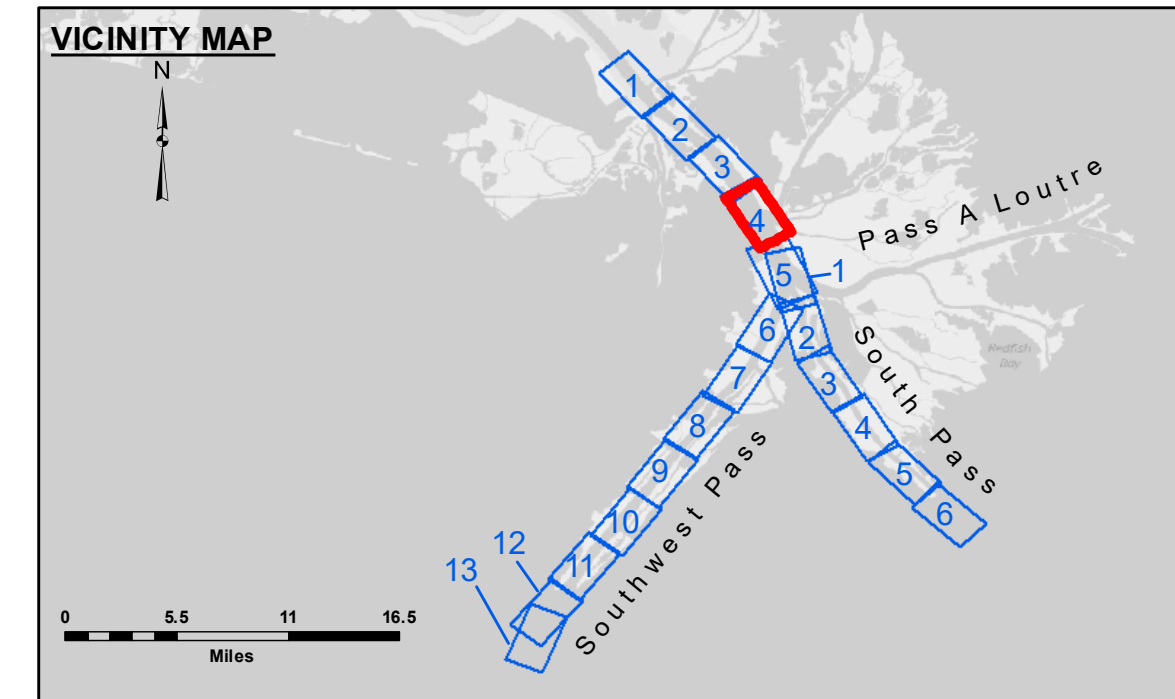 VICINITY MAP
N
1
2
3
4
Pass A Loutre
5
1
6
2
South Pass
Redfish
Bay
7
3
8
4
9
5
10
6
Southwest Pass
11
12
13
0 5.5 11 16.5
Miles